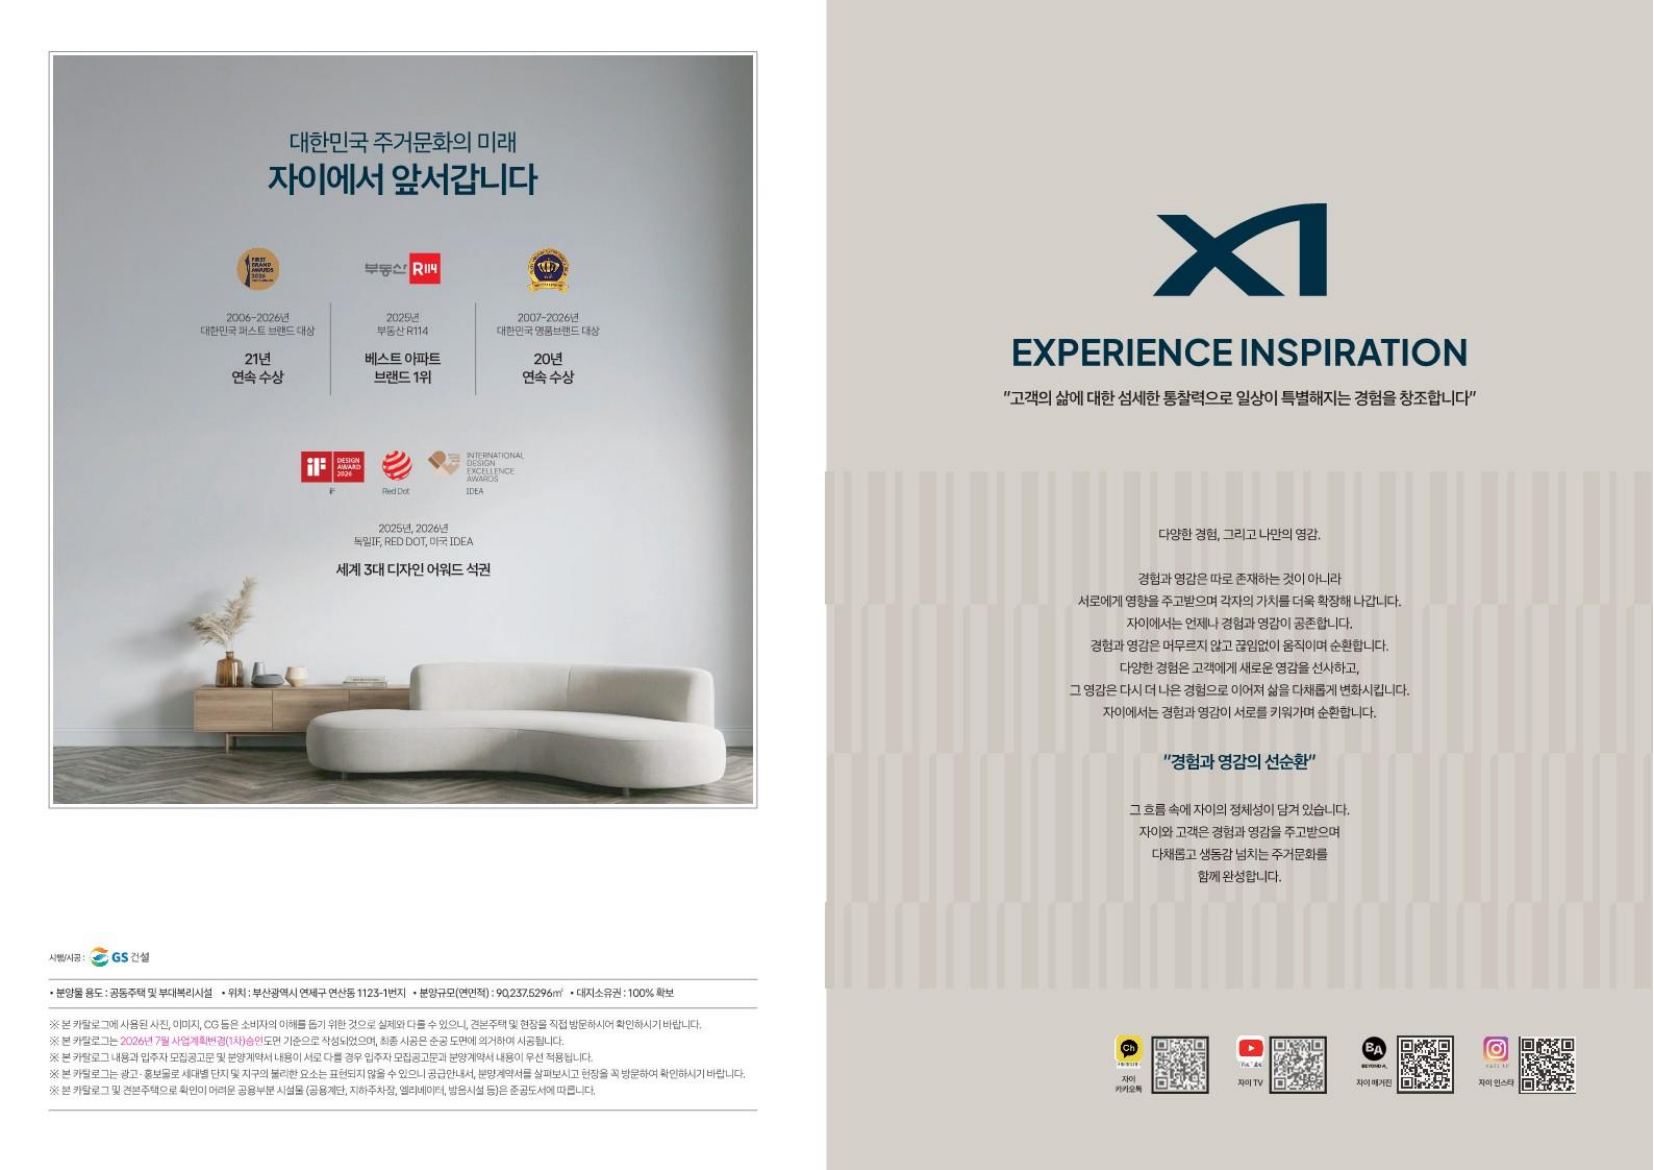 대한민국 주거문화의 미래
자이에서 앞서갑니다
FIRST
BRAND
AWARDS
2026
부동산 R114
2006-2026년
대한민국 퍼스트 브랜드 대상
21년
연속 수상
2025년
부동산 R114
베스트 아파트
브랜드 1위
2007-2026년
대한민국 명품브랜드 대상
20년
연속 수상
iF
DESIGN
AWARD
2026
INTERNATIONAL
DESIGN
EXCELLENCE
AWARDS
iF
Red Dot
IDEA
2025년, 2026년
독일IF, RED DOT, 미국 IDEA
세계 3대 디자인 어워드 석권
시행/시공 : GS 건설
• 분양물 용도 : 공동주택 및 부대복리시설 • 위치 : 부산광역시 연제구 연산동 1123-1번지 • 분양규모(연면적) : 90,237.5296㎡ • 대지소유권 : 100% 확보
※ 본 카탈로그에 사용된 사진, 이미지, CG 등은 소비자의 이해를 돕기 위한 것으로 실제와 다를 수 있으니, 견본주택 및 현장을 직접 방문하시어 확인하시기 바랍니다.
※ 본 카탈로그는 2026년 7월 사업계획변경(1차)승인도면 기준으로 작성되었으며, 최종 시공은 준공 도면에 의거하여 시공됩니다.
※ 본 카탈로그 내용과 입주자 모집공고문 및 분양계약서 내용이 서로 다를 경우 입주자 모집공고문과 분양계약서 내용이 우선 적용됩니다.
※ 본 카탈로그는 광고·홍보물로 세대별 단지 및 지구의 불리한 요소는 표현되지 않을 수 있으니 공급안내서, 분양계약서를 살펴보시고 현장을 꼭 방문하여 확인하시기 바랍니다.
※ 본 카탈로그 및 견본주택으로 확인이 어려운 공용부분 시설물 (공용계단, 지하주차장, 엘리베이터, 방음시설 등)은 준공도서에 따릅니다.
XI
EXPERIENCE INSPIRATION
"고객의 삶에 대한 섬세한 통찰력으로 일상이 특별해지는 경험을 창조합니다"
다양한 경험, 그리고 나만의 영감.
경험과 영감은 따로 존재하는 것이 아니라
서로에게 영향을 주고받으며 각자의 가치를 더욱 확장해 나갑니다.
자이에서는 언제나 경험과 영감이 공존합니다.
경험과 영감은 머무르지 않고 끊임없이 움직이며 순환합니다.
다양한 경험은 고객에게 새로운 영감을 선사하고,
그 영감은 다시 더 나은 경험으로 이어져 삶을 다채롭게 변화시킵니다.
자이에서는 경험과 영감이 서로를 키워가며 순환합니다.
"경험과 영감의 선순환"
그 흐름 속에 자이의 정체성이 담겨 있습니다.
자이와 고객은 경험과 영감을 주고받으며
다채롭고 생동감 넘치는 주거문화를
함께 완성합니다.
Ch
자이
카카오톡
자이 TV
BA
BEYOND A.
자이 매거진
자이 인스타